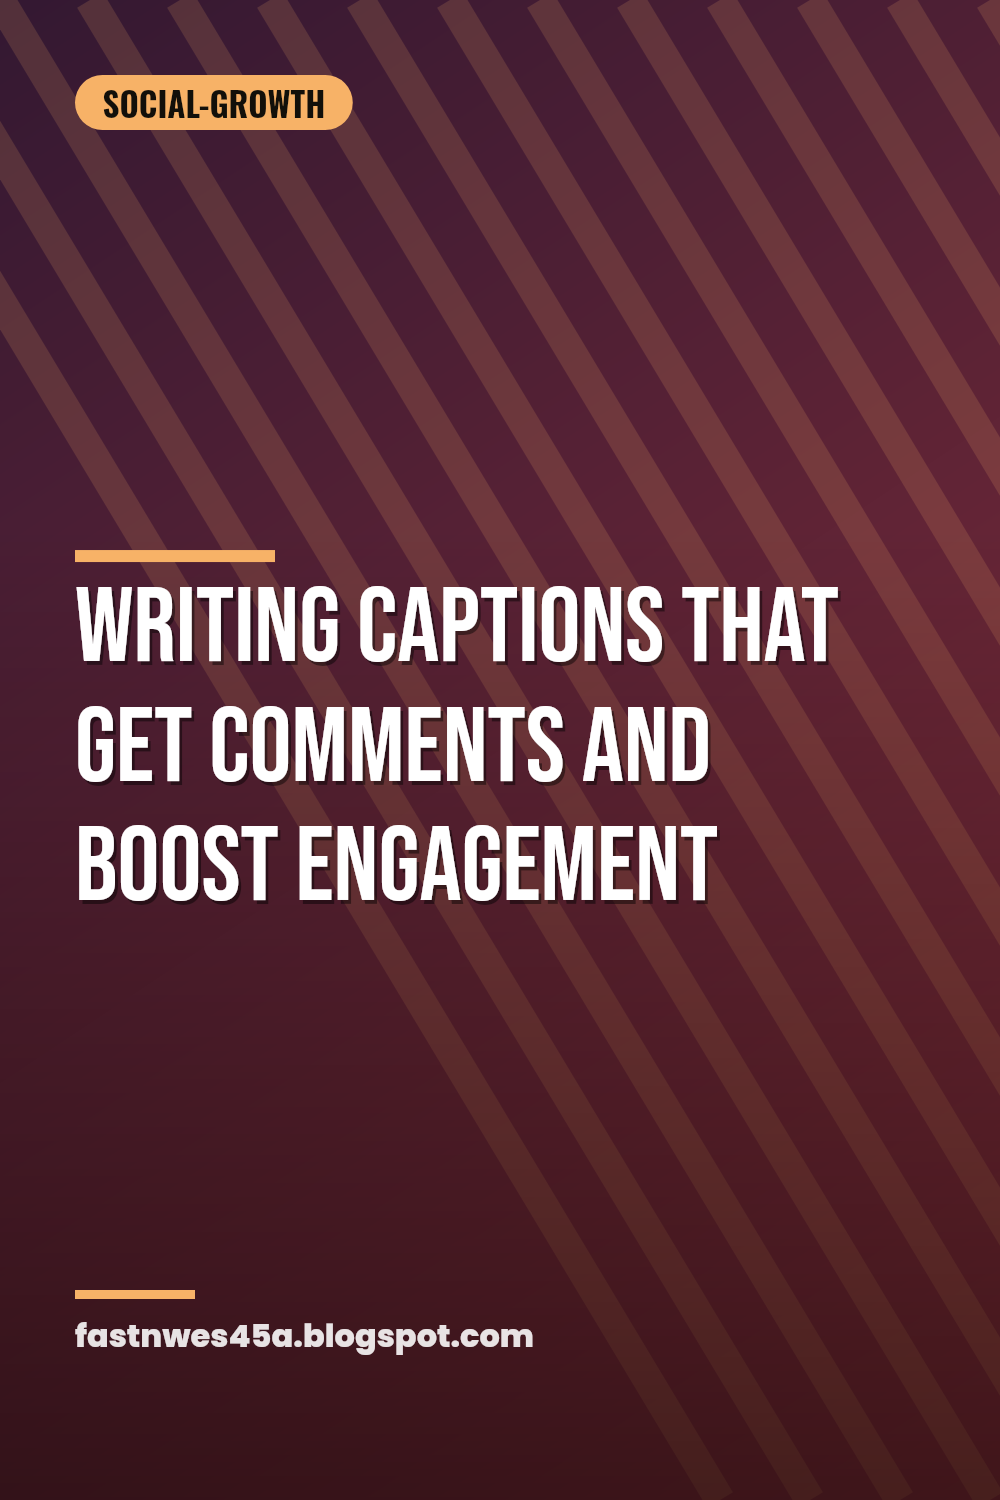 SOCIAL-GROWTH
WRITING CAPTIONS THAT
GET COMMENTS AND
BOOST ENGAGEMENT
fastnwes45a.blogspot.com